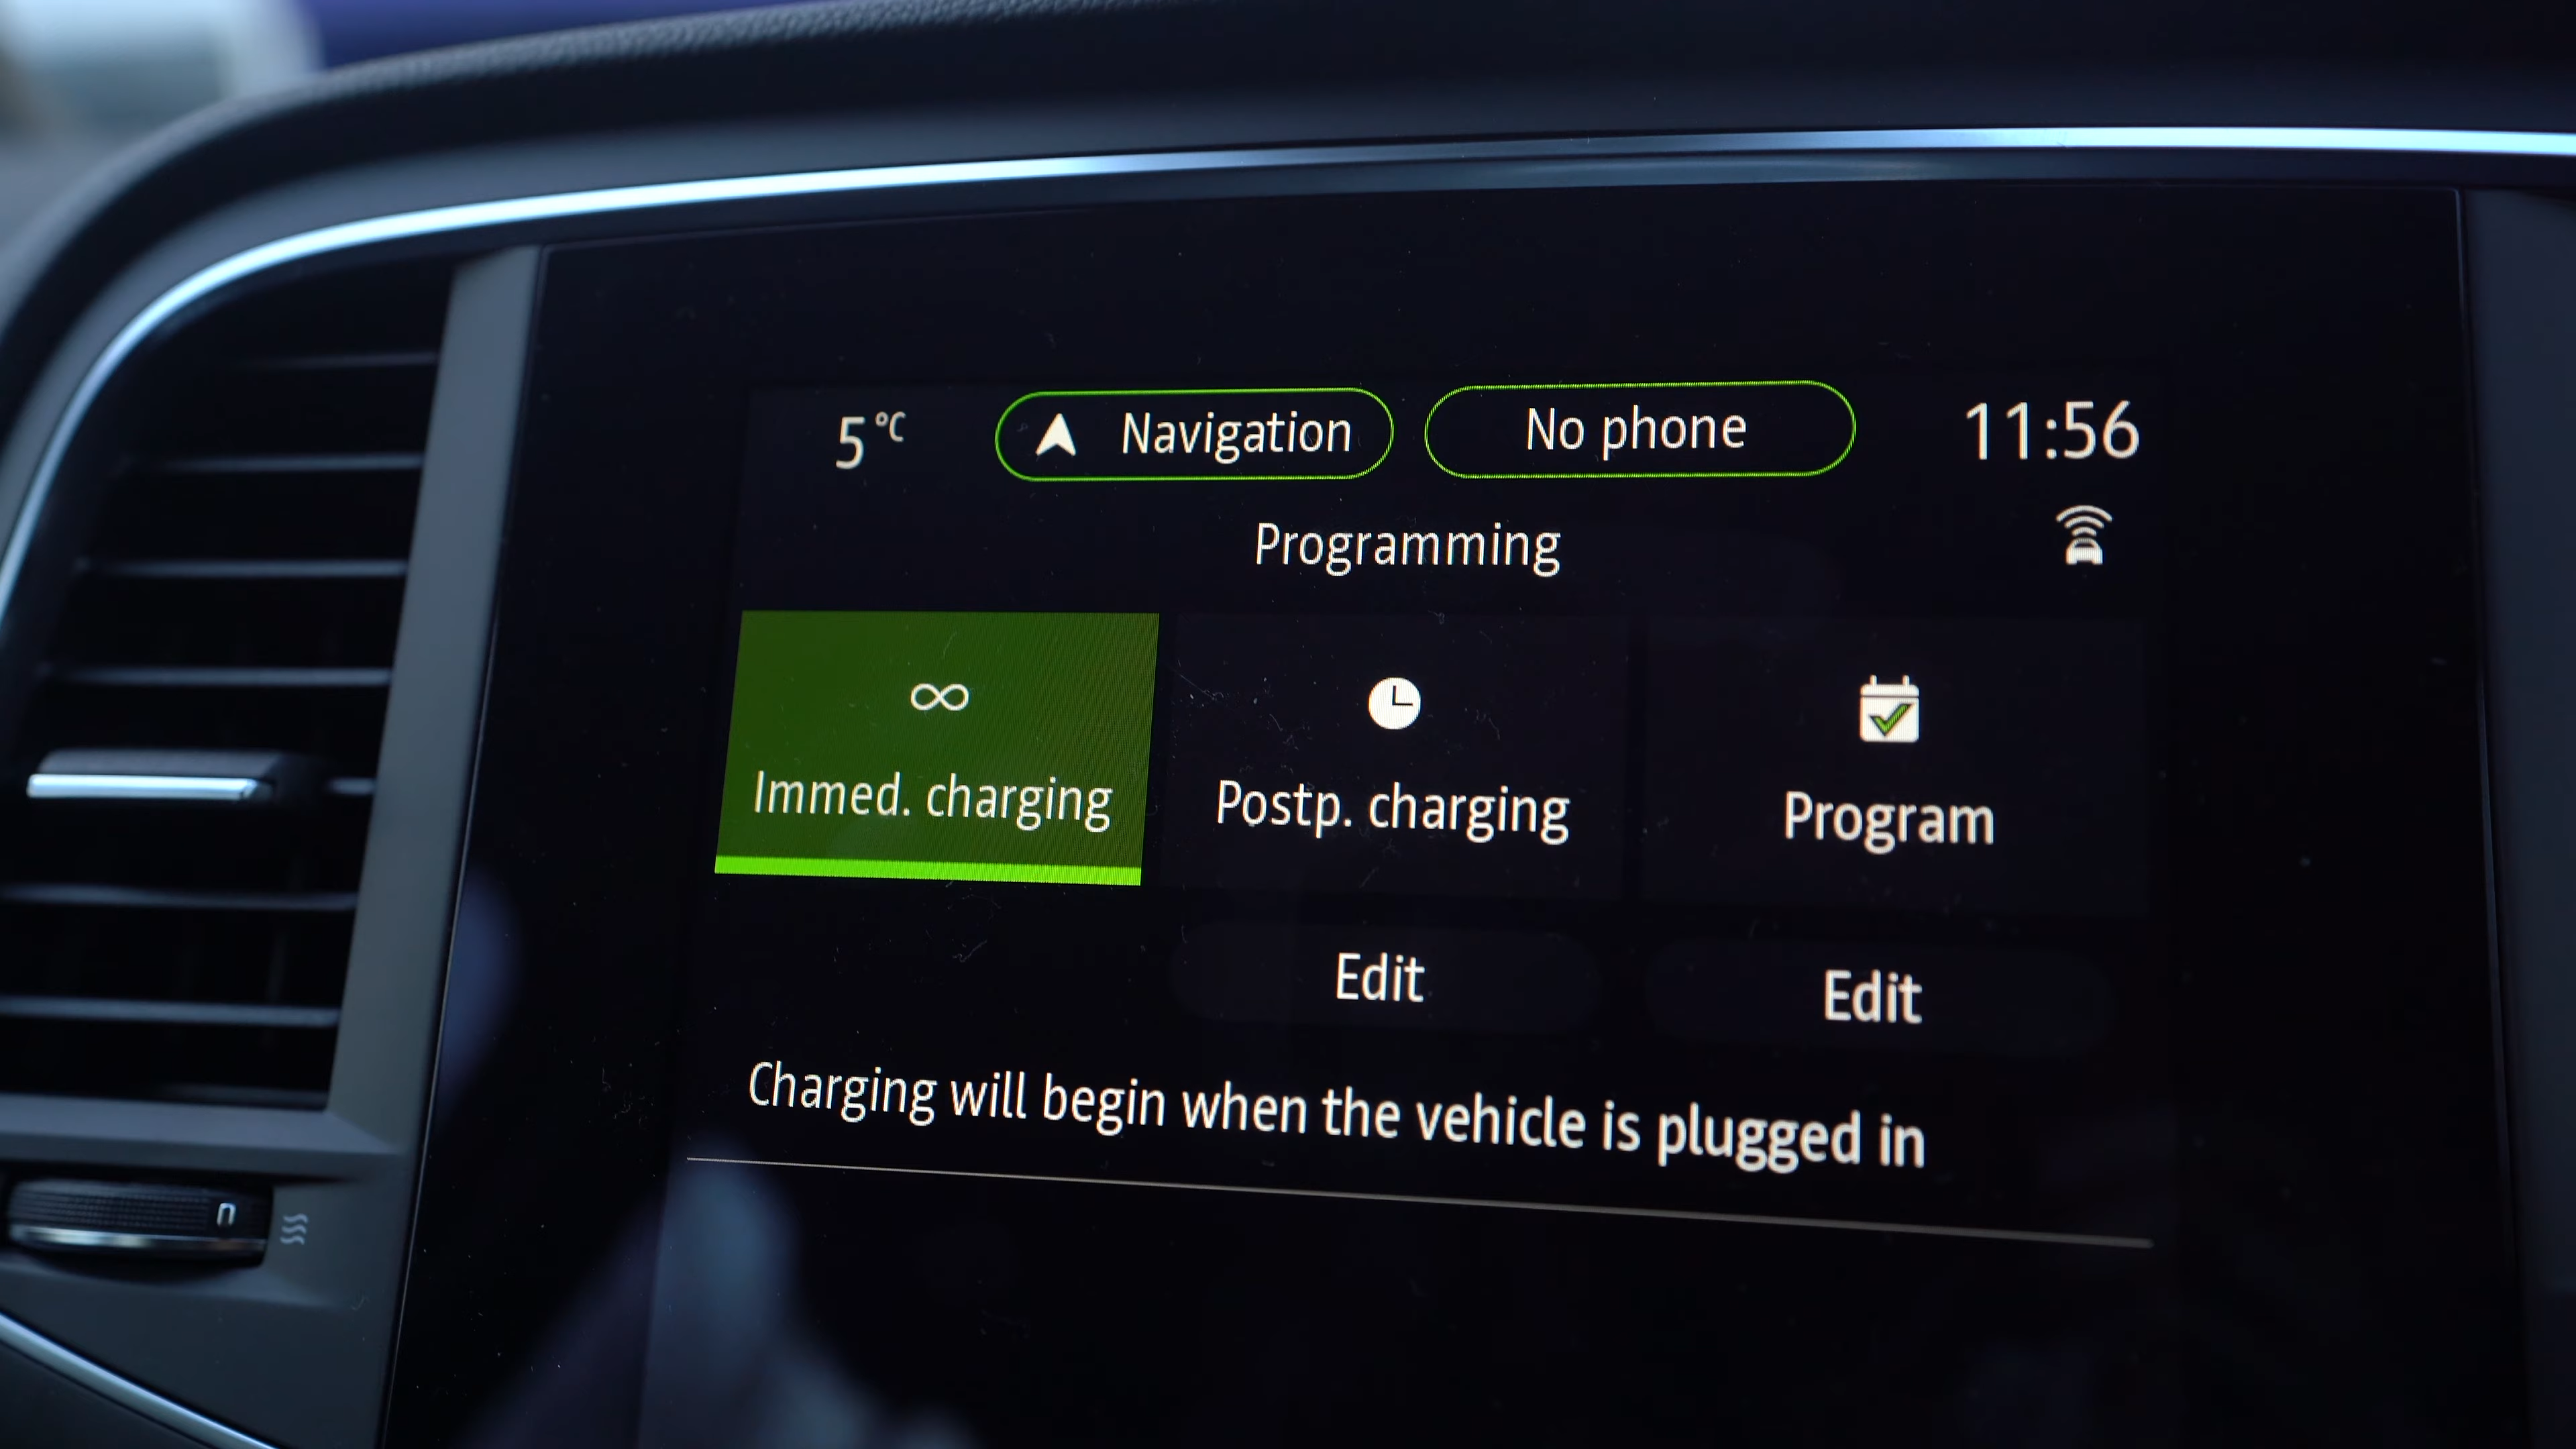 5 °C Navigation No phone 11:56
Programming
Immed. charging Postp. charging Program
Edit Edit
Charging will begin when the vehicle is plugged in